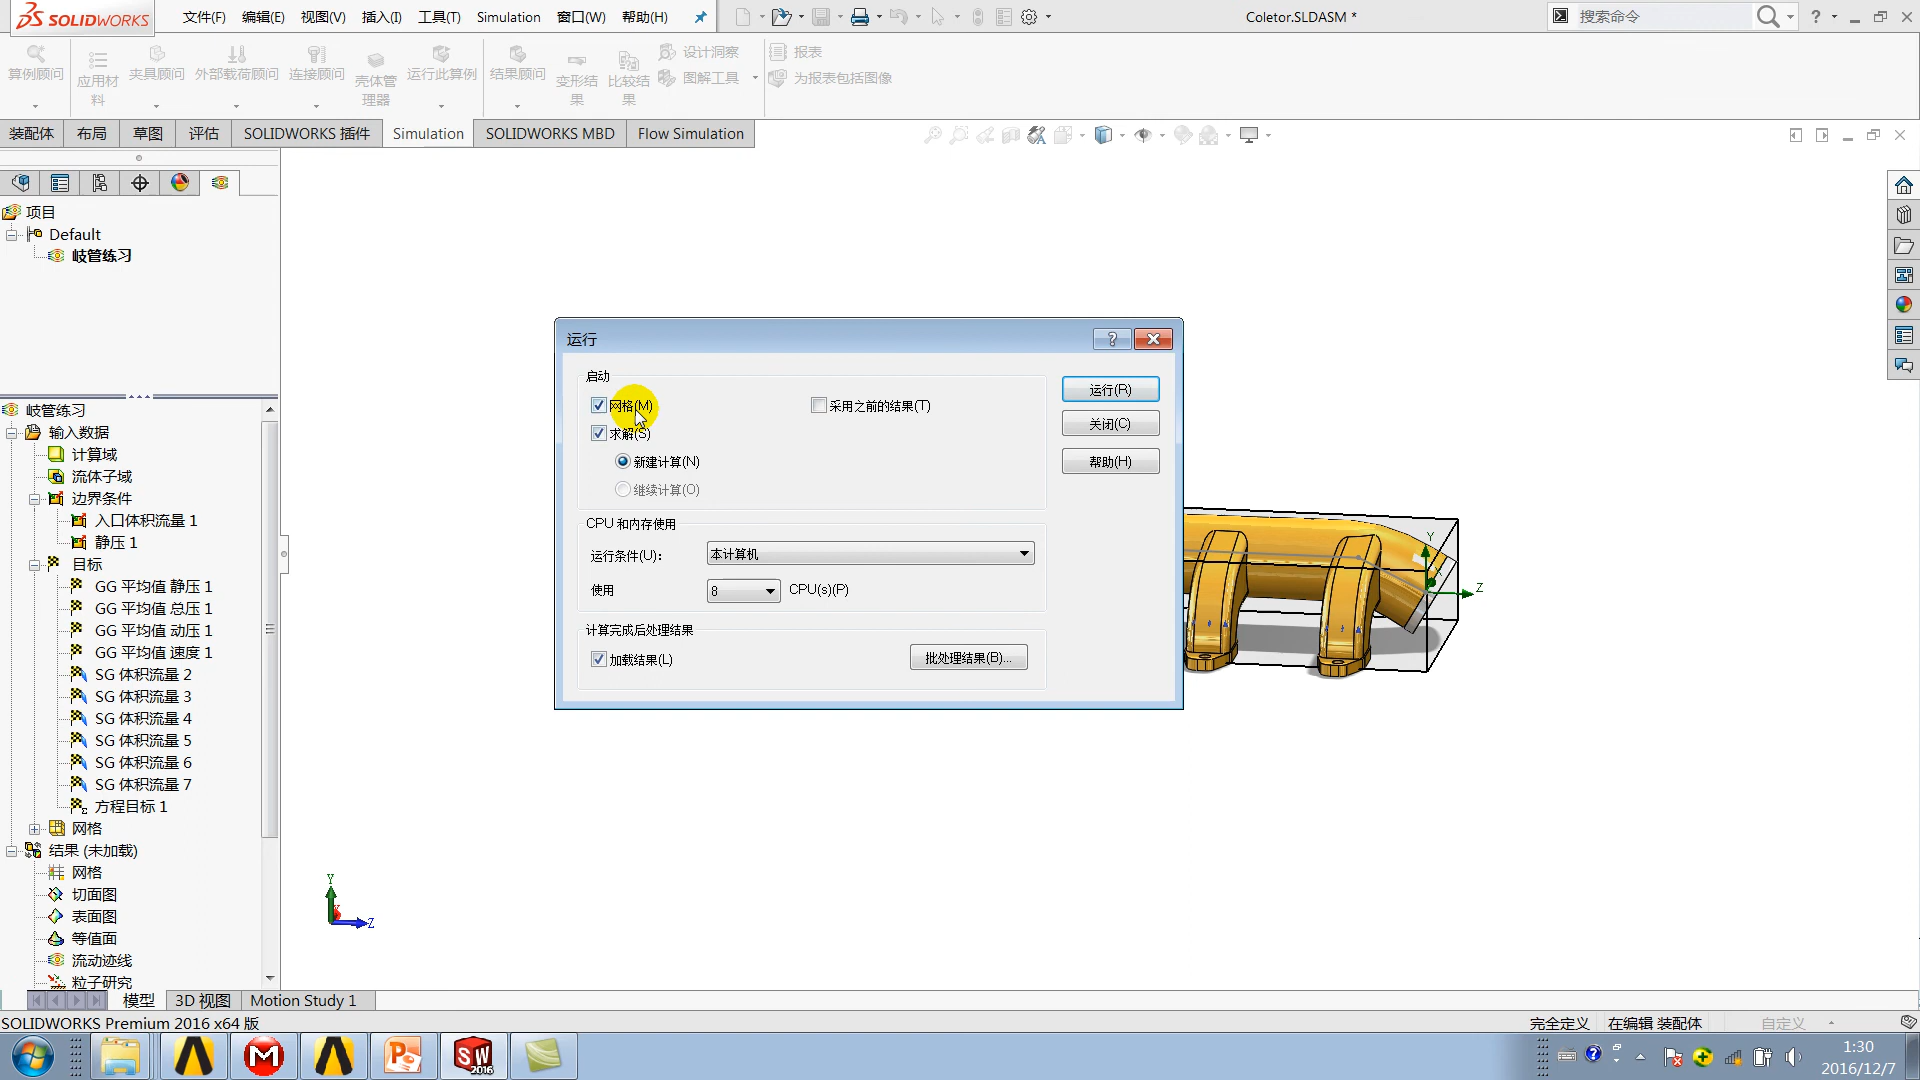 SOLIDWORKS 文件(F) 编辑(E) 视图(V) 插入(I) 工具(T) Simulation 窗口(W) 帮助(H) Coletor.SLDASM * 搜索命令 ?
算例顾问 应用材料 夹具顾问 外部载荷顾问 连接顾问 壳体管理器 运行此算例 结果顾问 变形结果 比较结果 设计洞察 图解工具 报表 为报表包括图像
装配体 布局 草图 评估 SOLIDWORKS 插件 Simulation SOLIDWORKS MBD Flow Simulation
项目
Default
岐管练习
岐管练习
输入数据
计算域
流体子域
边界条件
入口体积流量 1
静压 1
目标
GG 平均值 静压 1
GG 平均值 总压 1
GG 平均值 动压 1
GG 平均值 速度 1
SG 体积流量 2
SG 体积流量 3
SG 体积流量 4
SG 体积流量 5
SG 体积流量 6
SG 体积流量 7
方程目标 1
网格
结果 (未加载)
网格
切面图
表面图
等值面
流动迹线
粒子研究
运行
启动
网格(M) 采用之前的结果(T)
求解(S)
新建计算(N)
继续计算(O)
运行(R)
关闭(C)
帮助(H)
CPU 和内存使用
运行条件(U): 本计算机
使用 8 CPU(s)(P)
计算完成后处理结果
加载结果(L) 批处理结果(B)...
Y
Z
Y
Z
模型 3D 视图 Motion Study 1
SOLIDWORKS Premium 2016 x64 版 完全定义 在编辑 装配体 自定义
SW 2016
1:30
2016/12/7